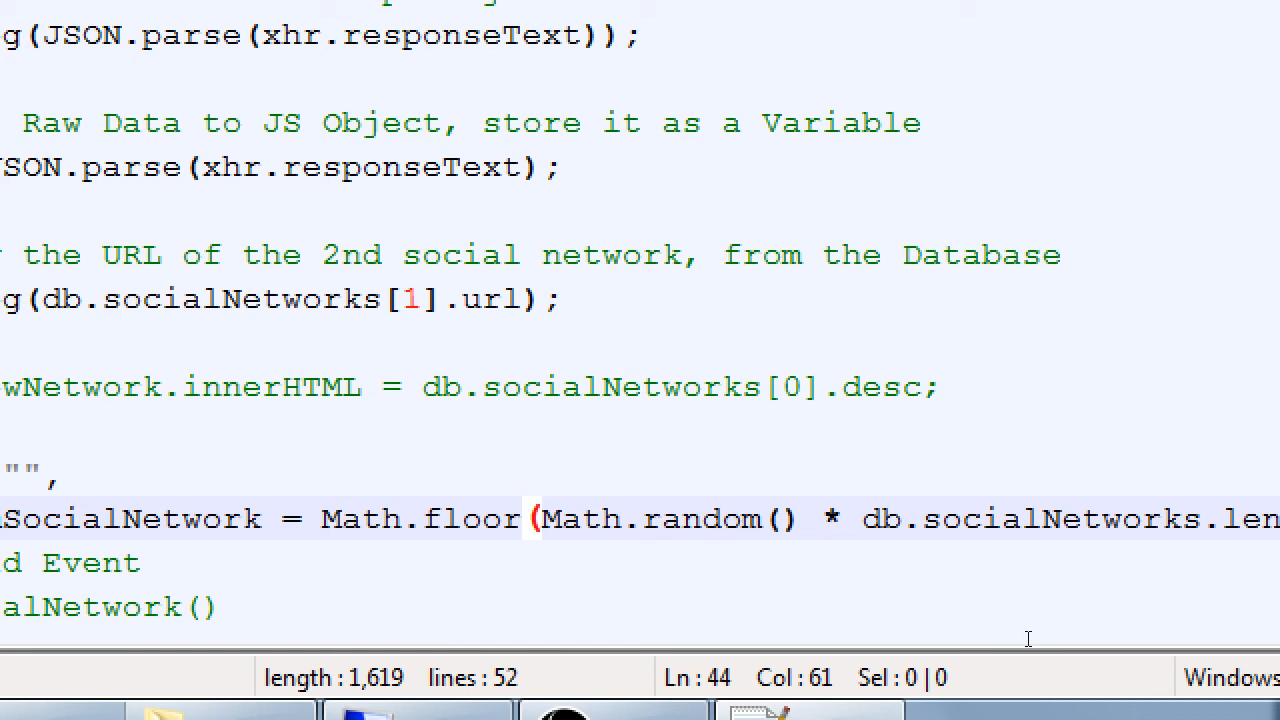 g(JSON.parse(xhr.responseText));
Raw Data to JS Object, store it as a Variable
JSON.parse(xhr.responseText);
the URL of the 2nd social network, from the Database
g(db.socialNetworks[1].url);
wNetwork.innerHTML = db.socialNetworks[0].desc;
"",
SocialNetwork = Math.floor(Math.random() * db.socialNetworks.len
d Event
alNetwork()
length : 1,619 lines : 52 Ln : 44 Col : 61 Sel : 0 | 0 Windows